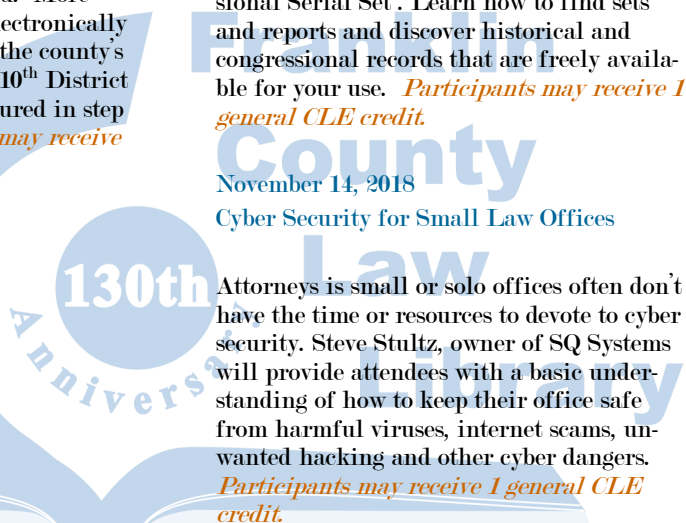 d. More
ectronically
the county's
10th District
ured in step
may receive
sional Serial Set'. Learn how to find sets
and reports and discover historical and
congressional records that are freely availa-
ble for your use. Participants may receive 1
general CLE credit.
November 14, 2018
Cyber Security for Small Law Offices
Attorneys is small or solo offices often don't
have the time or resources to devote to cyber
security. Steve Stultz, owner of SQ Systems
will provide attendees with a basic under-
standing of how to keep their office safe
from harmful viruses, internet scams, un-
wanted hacking and other cyber dangers.
Participants may receive 1 general CLE
credit.
Franklin
County
Law
Library
130th
Anniversary